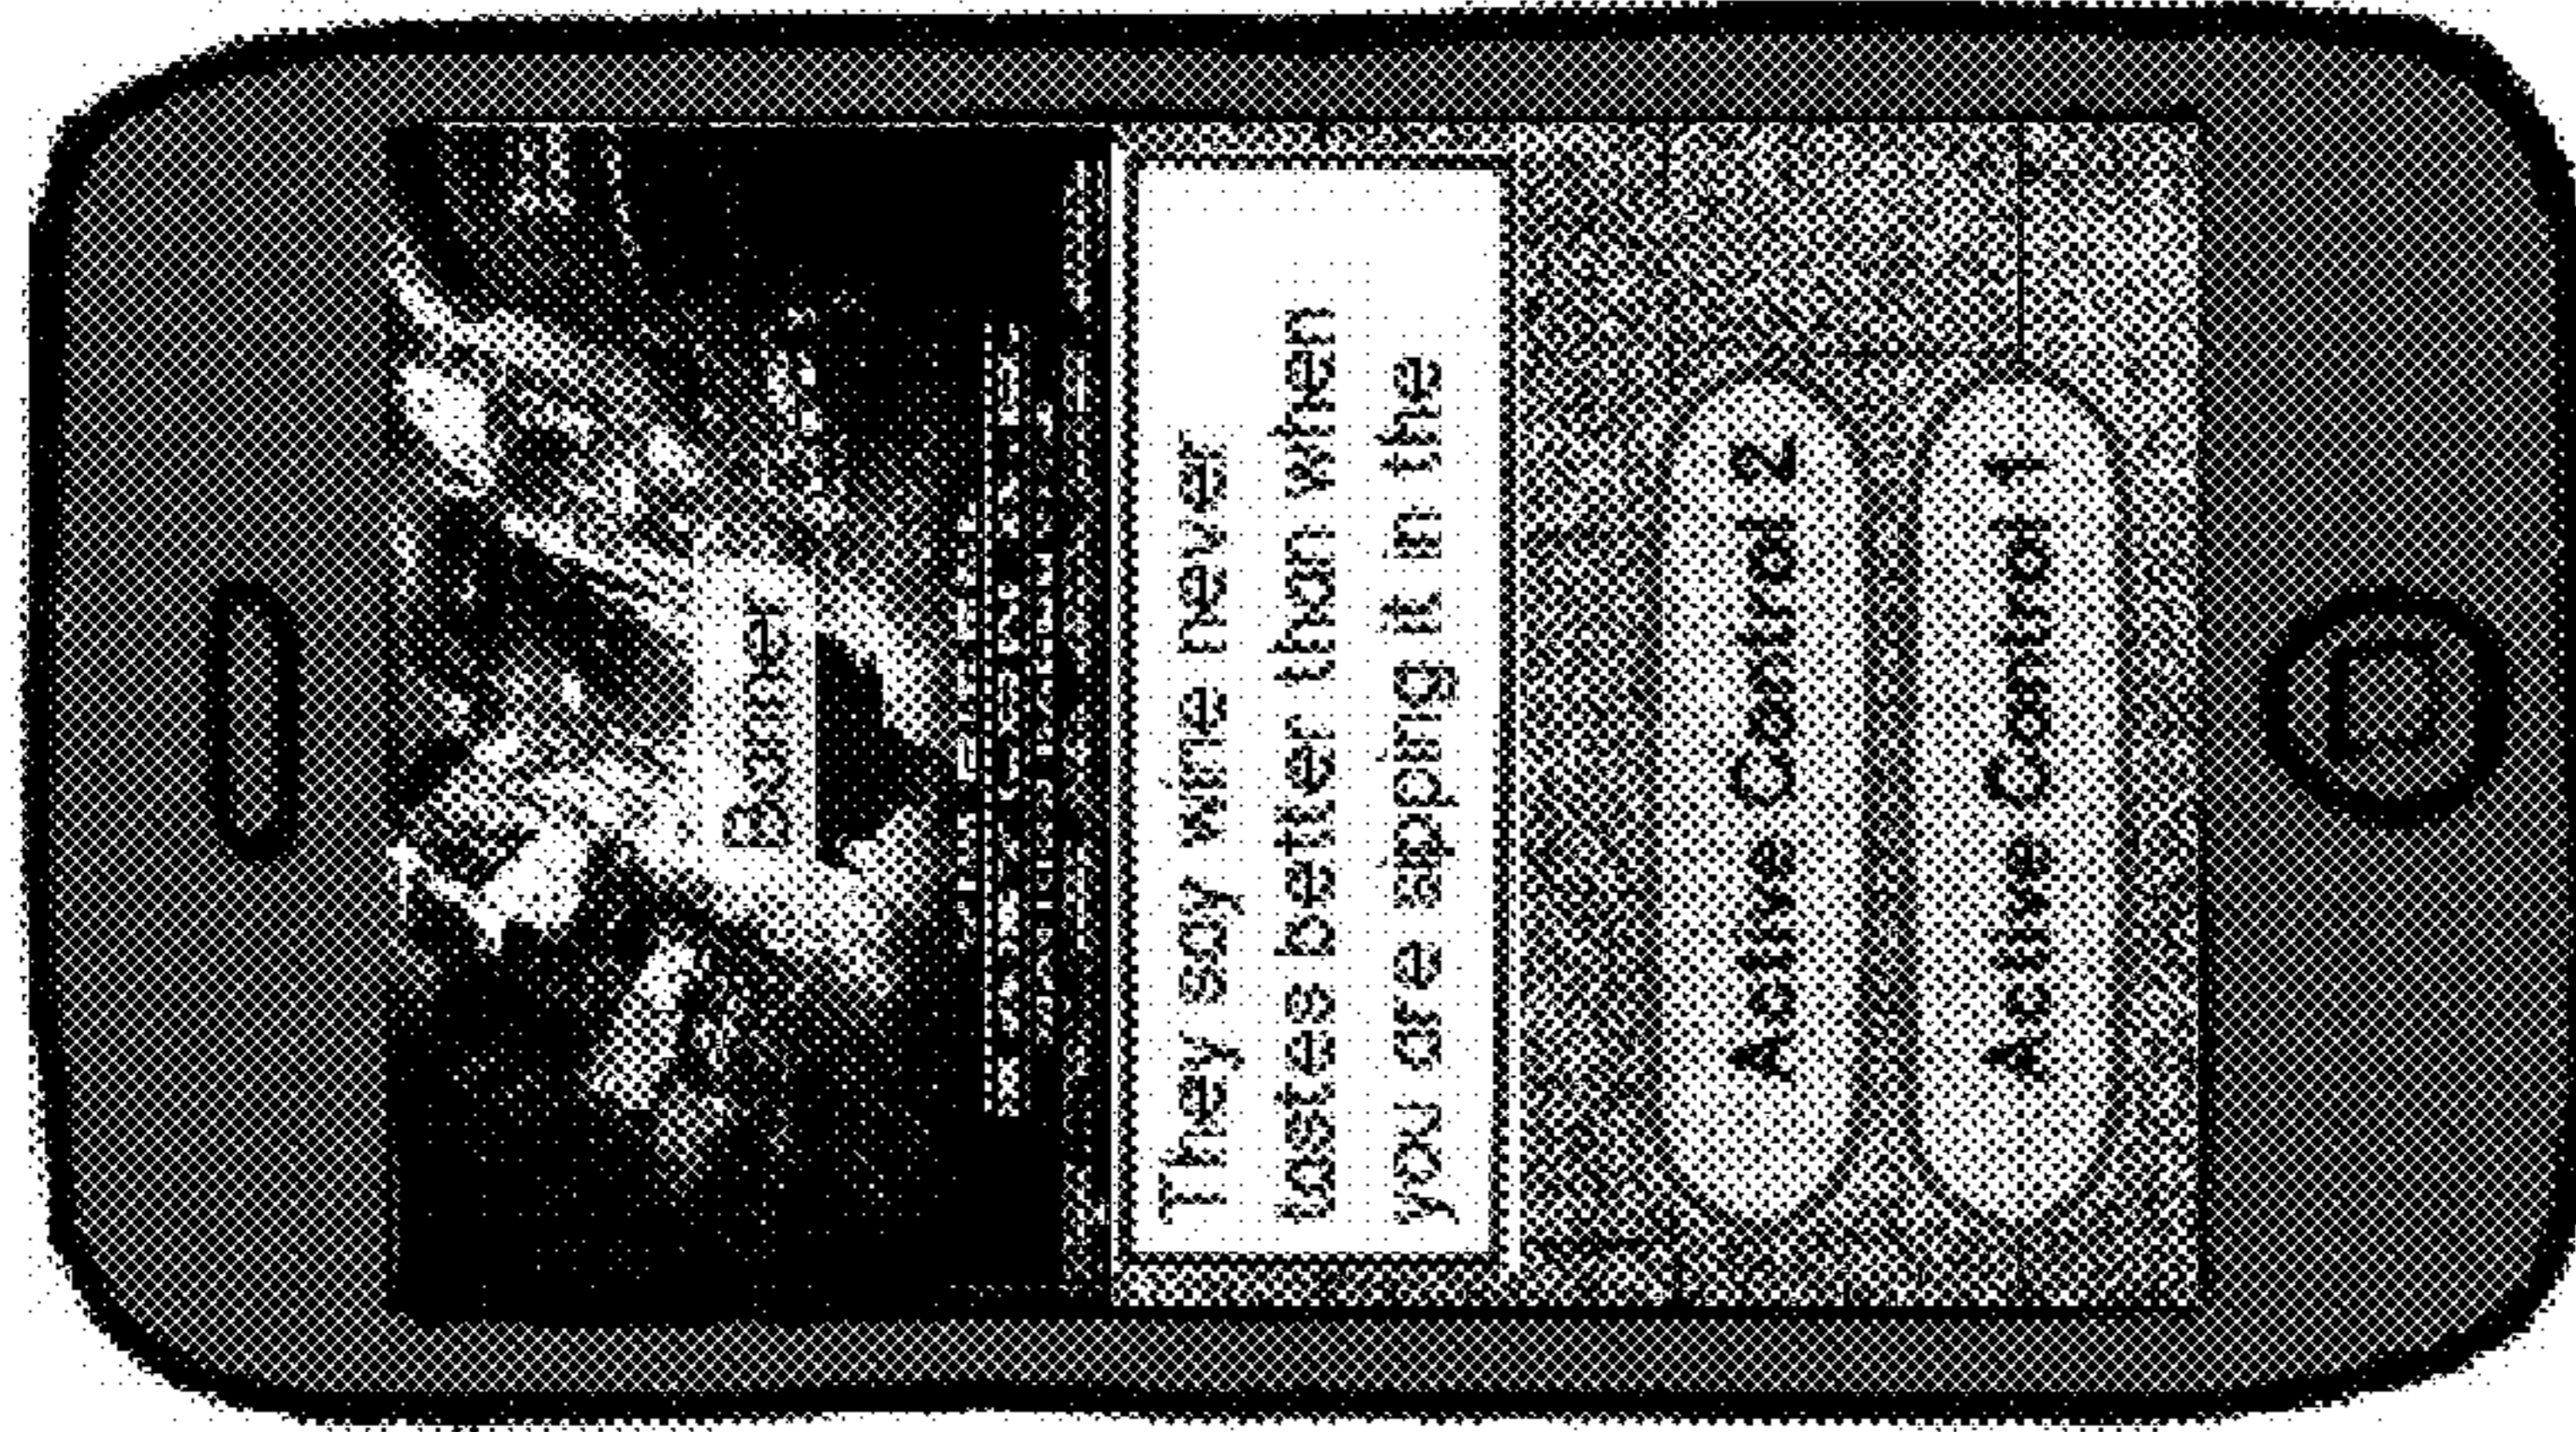 Banner
They say wine never
tastes better than when
you are sipping it in the
Active Control 2
Active Control 1